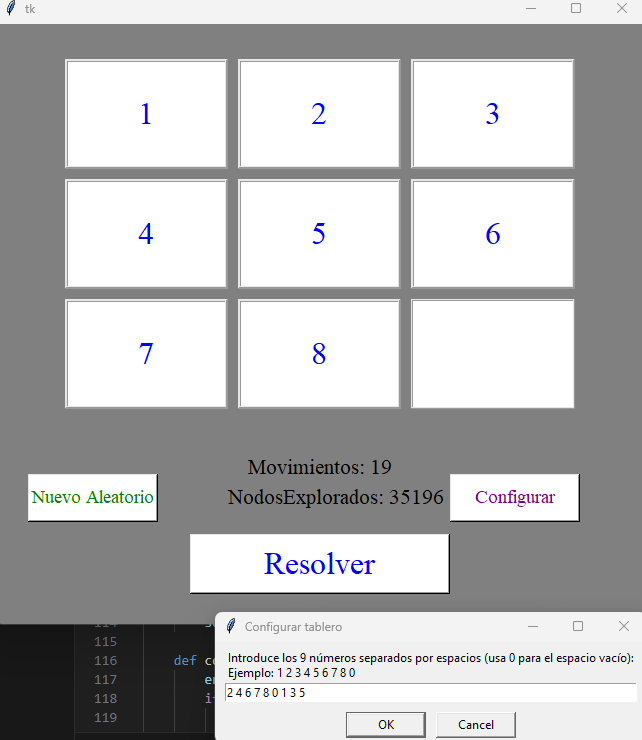 tk
1 2 3
4 5 6
7 8
Movimientos: 19
Nuevo Aleatorio NodosExplorados: 35196 Configurar
Resolver
Configurar tablero
115
116 def co
117 en
118 i
119
Introduce los 9 números separados por espacios (usa 0 para el espacio vacío):
Ejemplo: 1 2 3 4 5 6 7 8 0
2 4 6 7 8 0 1 3 5
OK Cancel